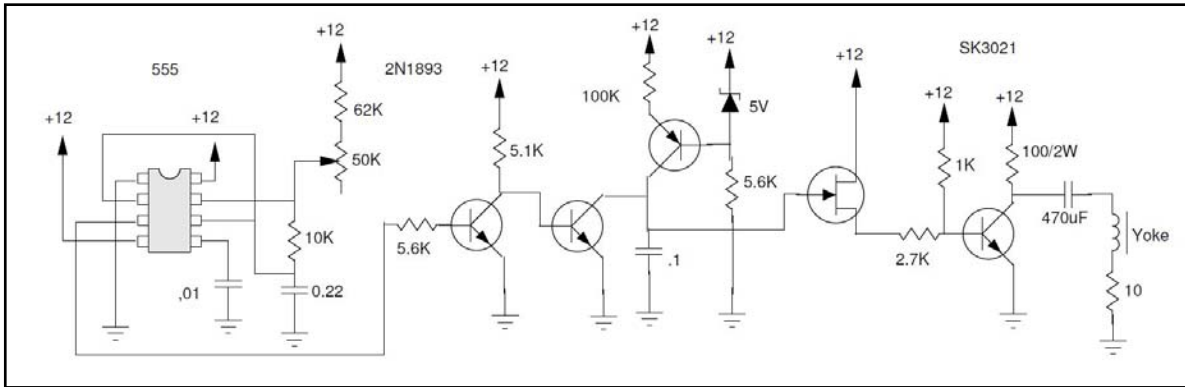 +12
+12
SK3021
555
2N1893
+12
+12
+12
+12
100K
62K
5V
+12
+12
50K
5.1K
1K
100/2W
5.6K
470uF
10K
Yoke
5.6K
2.7K
,01
0.22
.1
10